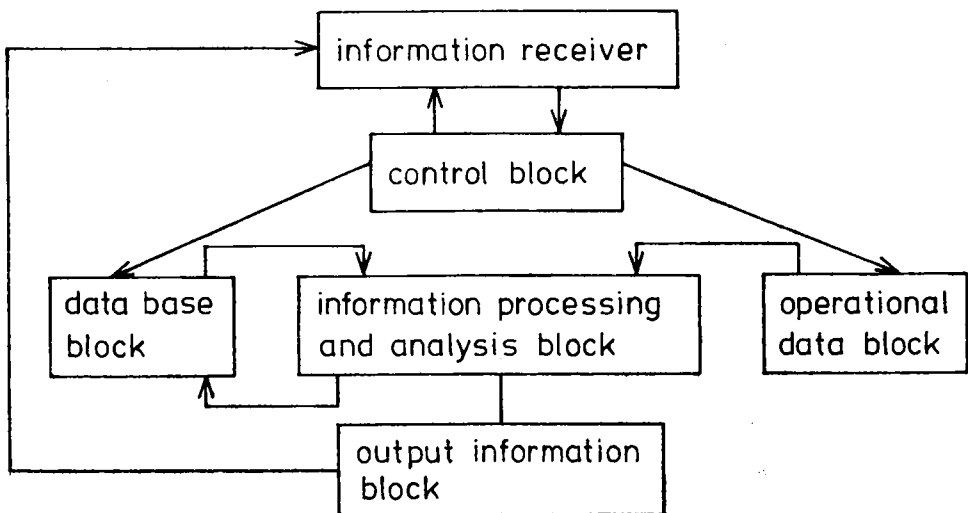 information receiver
control block
data base
block
information processing
and analysis block
operational
data block
output information
block